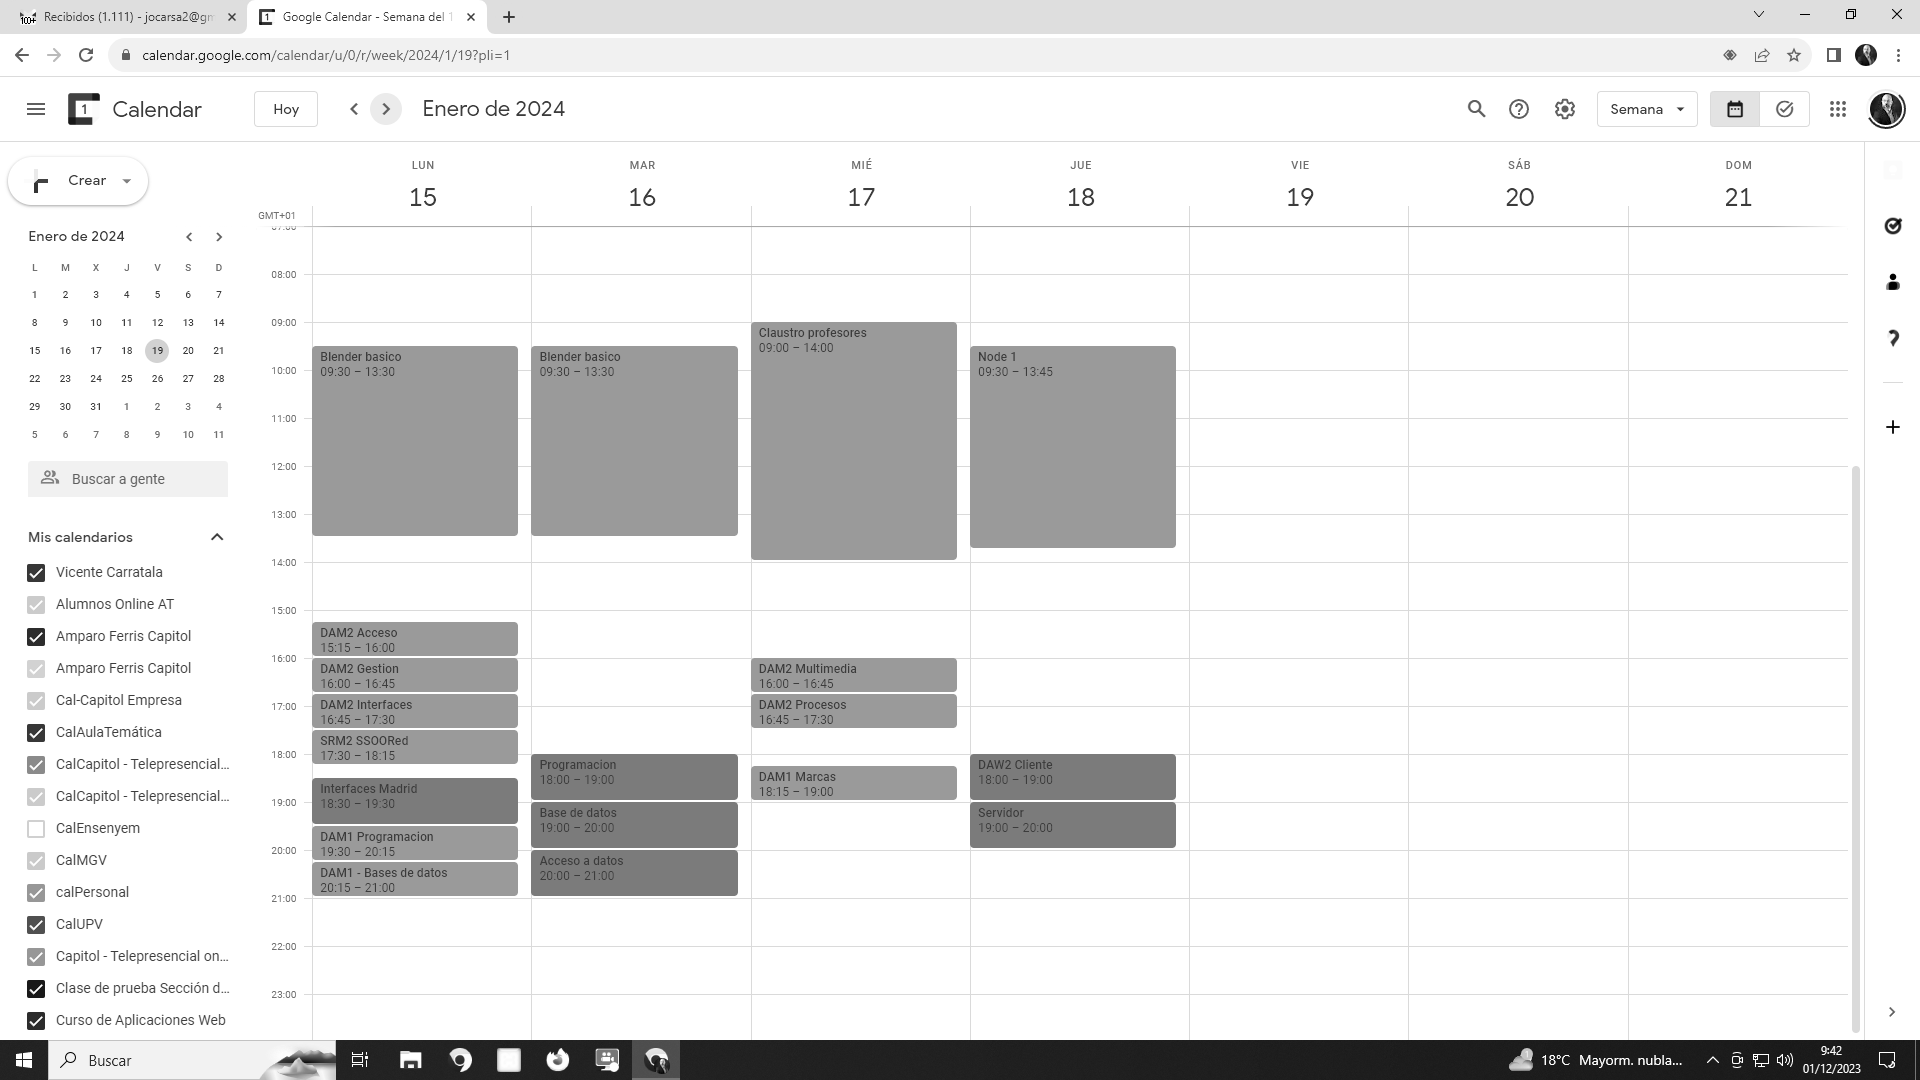 Recibidos (1.111) - jocarsa2@gm
Google Calendar - Semana del 1
calendar.google.com/calendar/u/0/r/week/2024/1/19?pli=1
1 Calendar
Hoy
Enero de 2024
Semana
Crear
LUN MAR MIÉ JUE VIE SÁB DOM
15 16 17 18 19 20 21
GMT+01
Enero de 2024
L M X J V S D
1 2 3 4 5 6 7
8 9 10 11 12 13 14
15 16 17 18 19 20 21
22 23 24 25 26 27 28
29 30 31 1 2 3 4
5 6 7 8 9 10 11
Buscar a gente
Mis calendarios
Vicente Carratala
Alumnos Online AT
Amparo Ferris Capitol
Amparo Ferris Capitol
Cal-Capitol Empresa
CalAulaTemática
CalCapitol - Telepresencial...
CalCapitol - Telepresencial...
CalEnsenyem
CalMGV
calPersonal
CalUPV
Capitol - Telepresencial on...
Clase de prueba Sección d...
Curso de Aplicaciones Web
07:00
08:00
09:00
10:00
11:00
12:00
13:00
14:00
15:00
16:00
17:00
18:00
19:00
20:00
21:00
22:00
23:00
Blender basico
09:30 – 13:30
DAM2 Acceso
15:15 – 16:00
DAM2 Gestion
16:00 – 16:45
DAM2 Interfaces
16:45 – 17:30
SRM2 SSOORed
17:30 – 18:15
Interfaces Madrid
18:30 – 19:30
DAM1 Programacion
19:30 – 20:15
DAM1 - Bases de datos
20:15 – 21:00
Blender basico
09:30 – 13:30
Programacion
18:00 – 19:00
Base de datos
19:00 – 20:00
Acceso a datos
20:00 – 21:00
Claustro profesores
09:00 – 14:00
DAM2 Multimedia
16:00 – 16:45
DAM2 Procesos
16:45 – 17:30
DAM1 Marcas
18:15 – 19:00
Node 1
09:30 – 13:45
DAW2 Cliente
18:00 – 19:00
Servidor
19:00 – 20:00
Buscar
18°C Mayorm. nubla...
9:42
01/12/2023